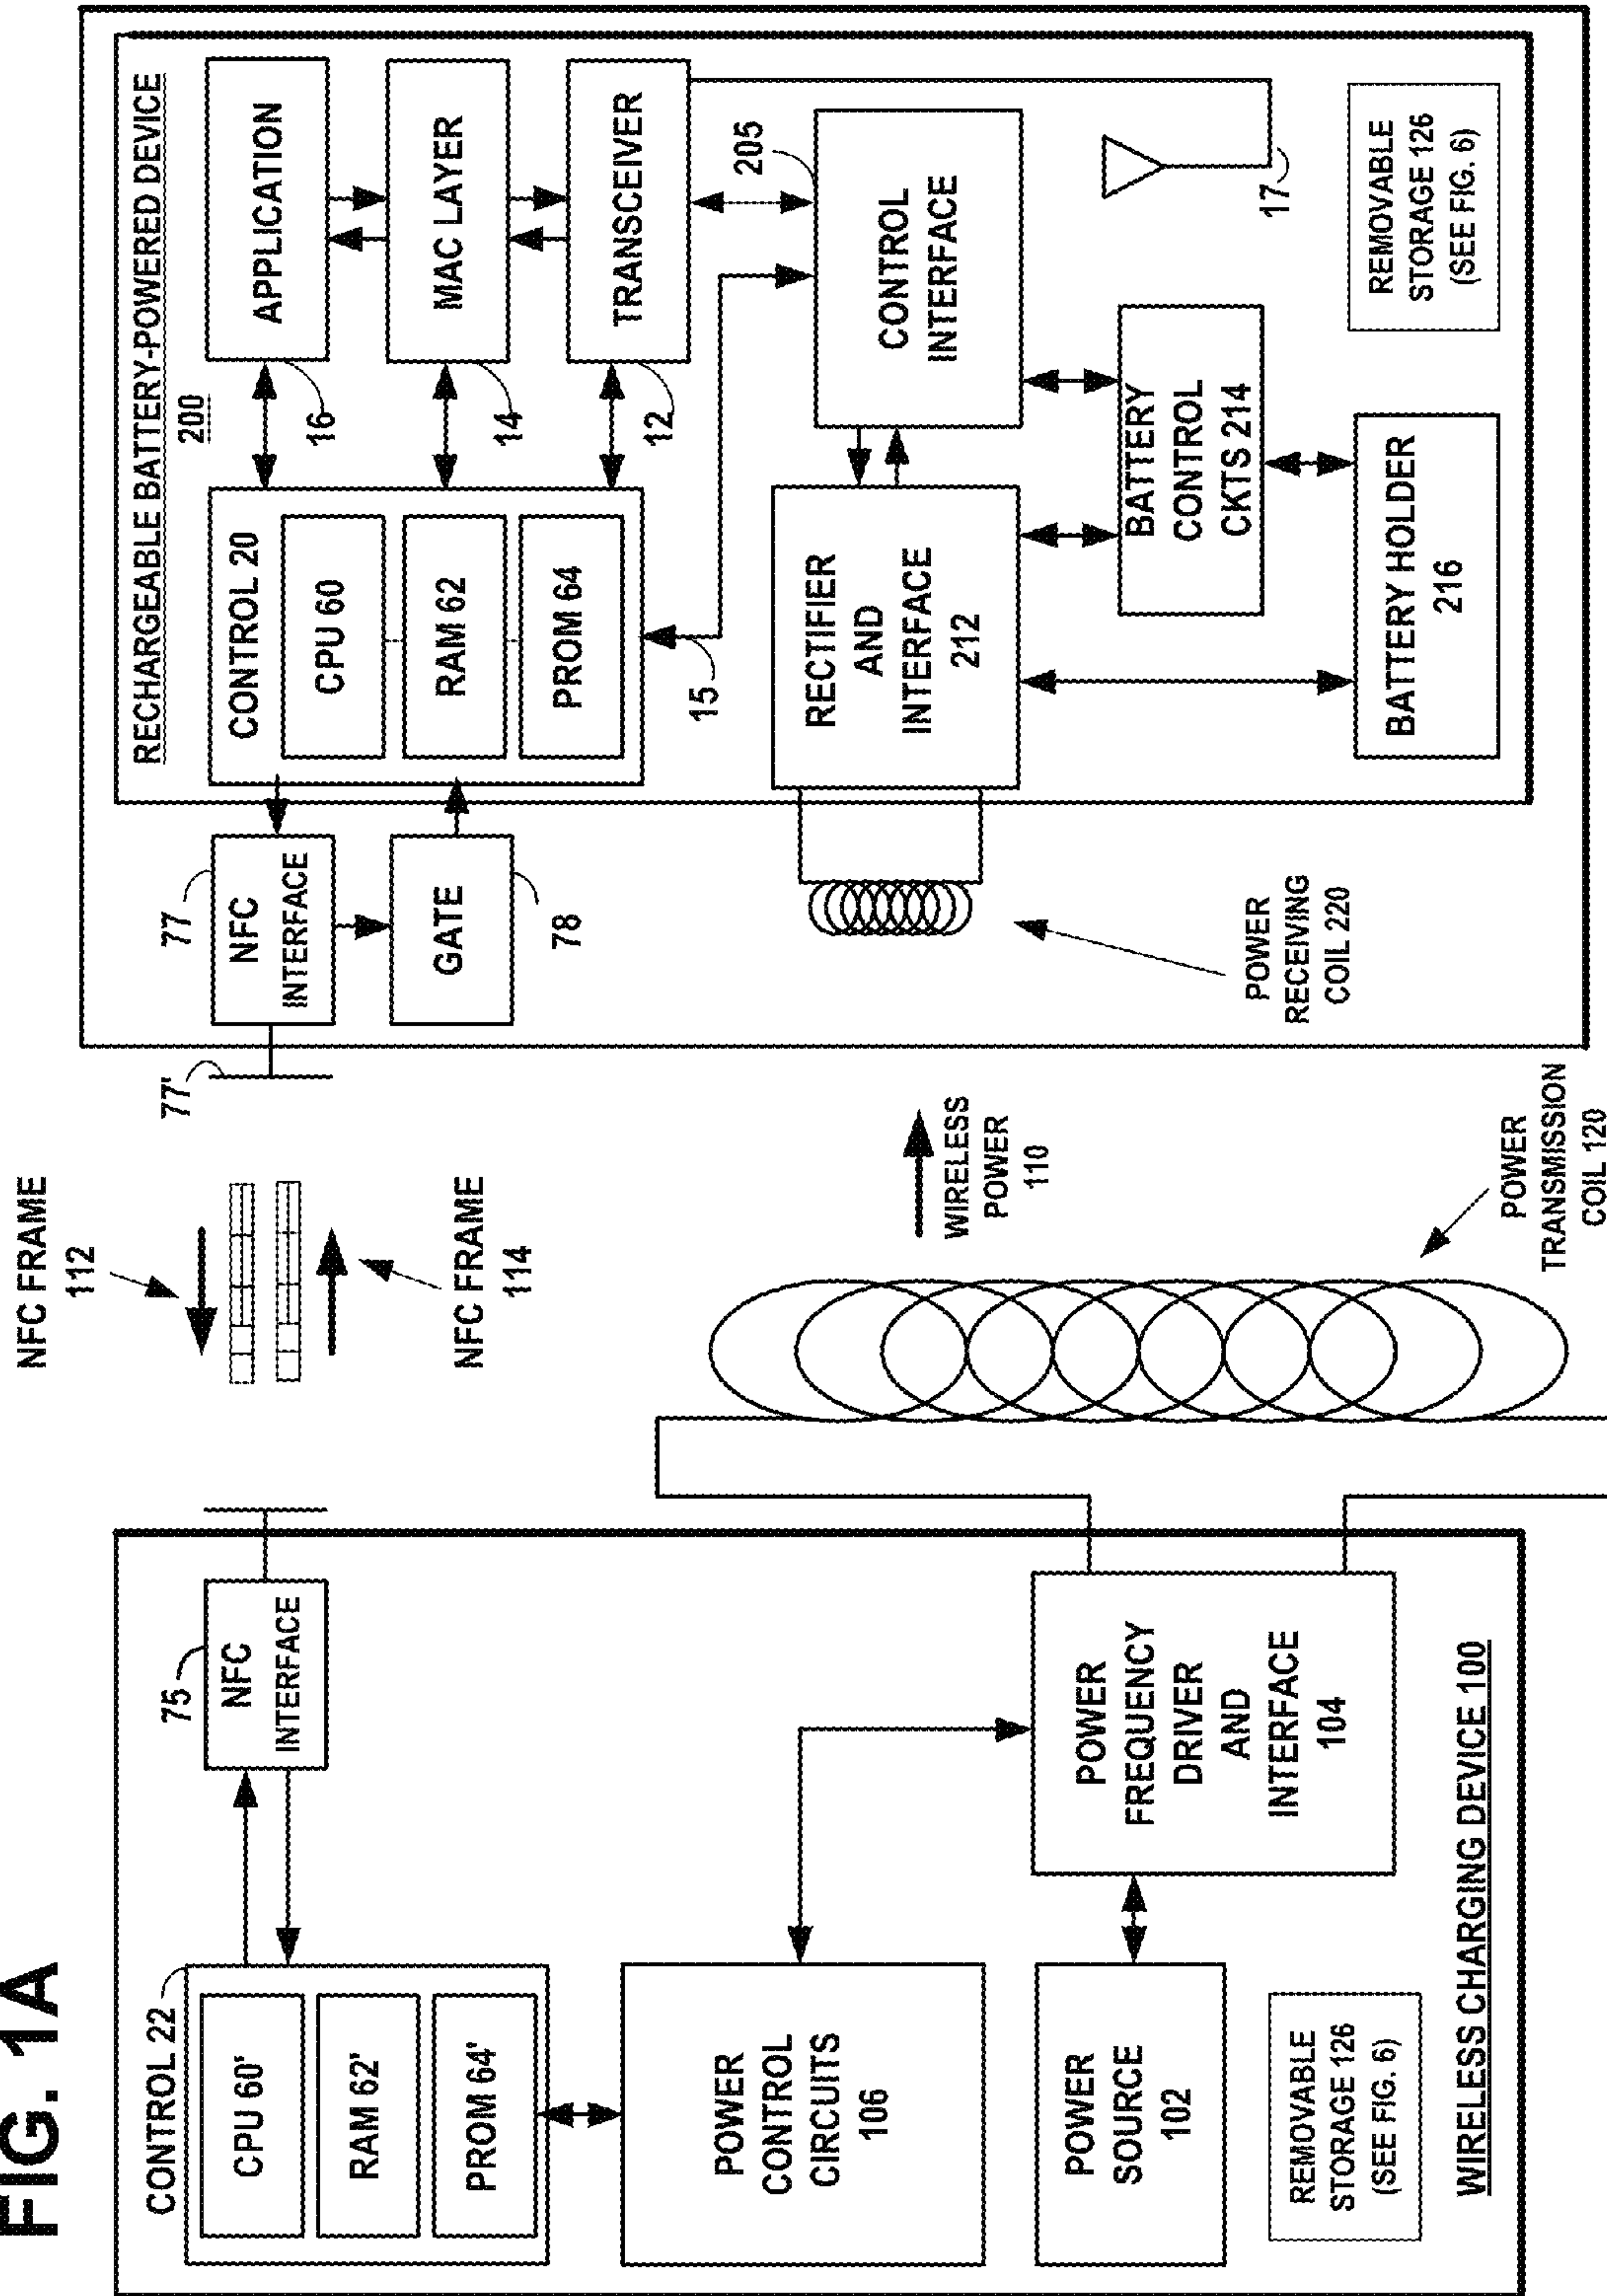 FIG. 1A
NFC FRAME
112
NFC FRAME
114
CONTROL 22
CPU 60'
RAM 62'
PROM 64'
75
NFC
INTERFACE
POWER
CONTROL
CIRCUITS
106
POWER
SOURCE
102
POWER
FREQUENCY
DRIVER
AND
INTERFACE
104
REMOVABLE
STORAGE 126
(SEE FIG. 6)
WIRELESS CHARGING DEVICE 100
WIRELESS
POWER
110
POWER
TRANSMISSION
COIL 120
77'
77
NFC
INTERFACE
GATE
78
POWER
RECEIVING
COIL 220
RECHARGEABLE BATTERY-POWERED DEVICE
200
CONTROL 20
CPU 60
RAM 62
PROM 64
APPLICATION
16
MAC LAYER
14
TRANSCEIVER
12
15
205
CONTROL
INTERFACE
RECTIFIER
AND
INTERFACE
212
BATTERY
CONTROL
CKTS 214
BATTERY HOLDER
216
17
REMOVABLE
STORAGE 126
(SEE FIG. 6)